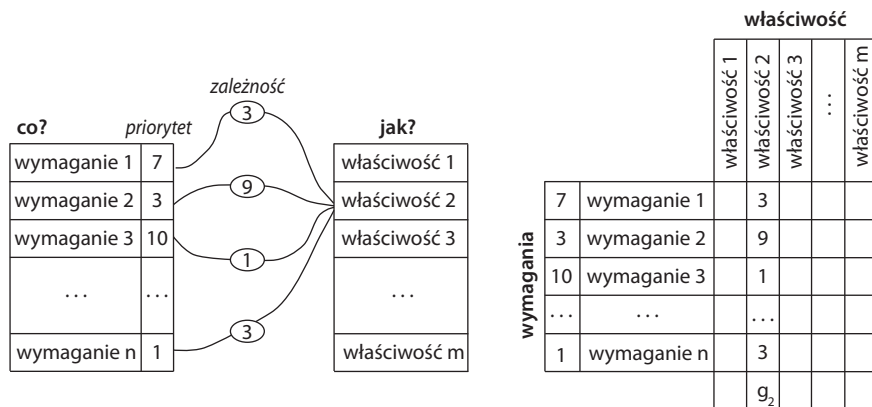 zależność
co? priorytet 3 jak?
wymaganie 1 7 właściwość 1
wymaganie 2 3 9 właściwość 2
wymaganie 3 10 1 właściwość 3
... ... ...
3
wymaganie n 1 właściwość m
właściwość
właściwość 1
właściwość 2
właściwość 3
...
właściwość m
wymagania
7 wymaganie 1 3
3 wymaganie 2 9
10 wymaganie 3 1
... ... ...
1 wymaganie n 3
g2